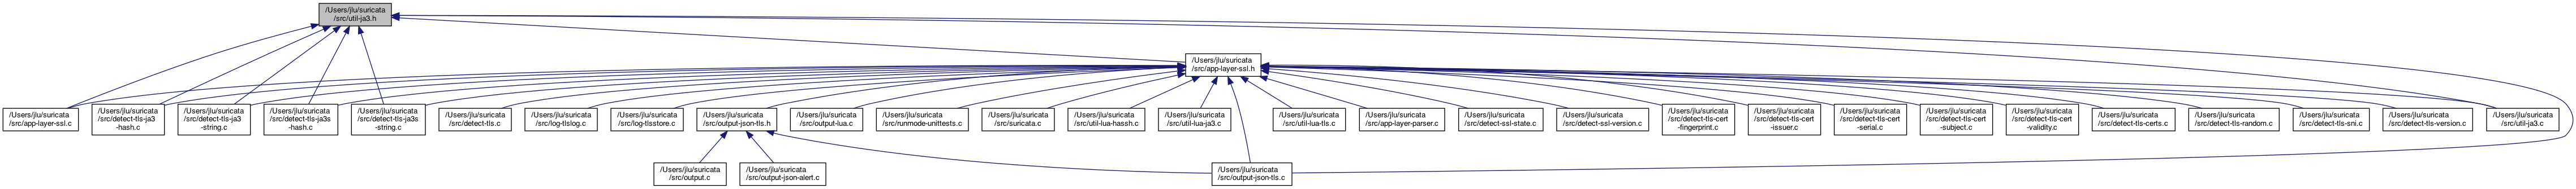 /Users/jlu/suricata
/src/util-ja3.h
/Users/jlu/suricata
/src/app-layer-ssl.h
/Users/jlu/suricata
/src/app-layer-ssl.c
/Users/jlu/suricata
/src/detect-tls-ja3
-hash.c
/Users/jlu/suricata
/src/detect-tls-ja3
-string.c
/Users/jlu/suricata
/src/detect-tls-ja3s
-hash.c
/Users/jlu/suricata
/src/detect-tls-ja3s
-string.c
/Users/jlu/suricata
/src/detect-tls.c
/Users/jlu/suricata
/src/log-tlslog.c
/Users/jlu/suricata
/src/log-tlsstore.c
/Users/jlu/suricata
/src/output-json-tls.h
/Users/jlu/suricata
/src/output-lua.c
/Users/jlu/suricata
/src/runmode-unittests.c
/Users/jlu/suricata
/src/suricata.c
/Users/jlu/suricata
/src/util-lua-hassh.c
/Users/jlu/suricata
/src/util-lua-ja3.c
/Users/jlu/suricata
/src/util-lua-tls.c
/Users/jlu/suricata
/src/app-layer-parser.c
/Users/jlu/suricata
/src/detect-ssl-state.c
/Users/jlu/suricata
/src/detect-ssl-version.c
/Users/jlu/suricata
/src/detect-tls-cert
-fingerprint.c
/Users/jlu/suricata
/src/detect-tls-cert
-issuer.c
/Users/jlu/suricata
/src/detect-tls-cert
-serial.c
/Users/jlu/suricata
/src/detect-tls-cert
-subject.c
/Users/jlu/suricata
/src/detect-tls-cert
-validity.c
/Users/jlu/suricata
/src/detect-tls-certs.c
/Users/jlu/suricata
/src/detect-tls-random.c
/Users/jlu/suricata
/src/detect-tls-sni.c
/Users/jlu/suricata
/src/detect-tls-version.c
/Users/jlu/suricata
/src/util-ja3.c
/Users/jlu/suricata
/src/output.c
/Users/jlu/suricata
/src/output-json-alert.c
/Users/jlu/suricata
/src/output-json-tls.c